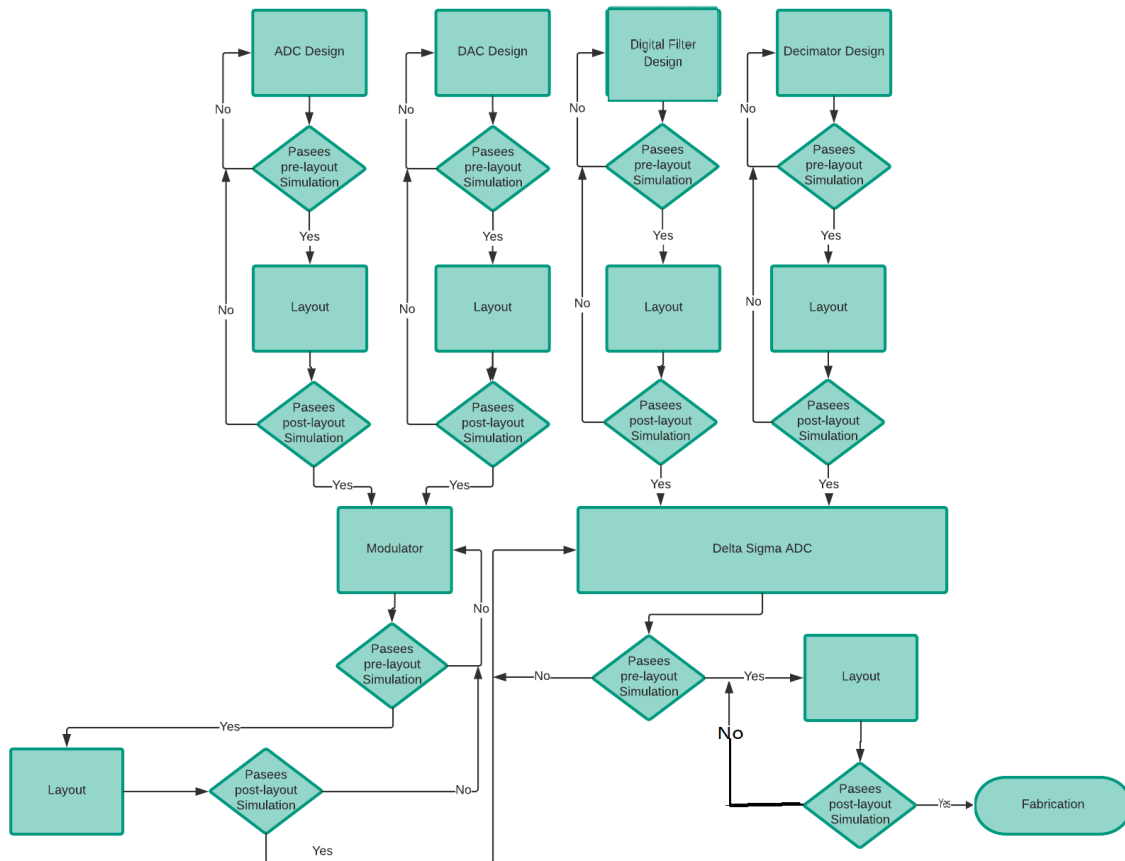 ADC Design
DAC Design
Digital Filter
Design
Decimator Design
No
No
No
No
Pasees
pre-layout
Simulation
Pasees
pre-layout
Simulation
Pasees
pre-layout
Simulation
Pasees
pre-layout
Simulation
Yes
Yes
Yes
Yes
Layout
Layout
Layout
Layout
No
No
No
No
Pasees
post-layout
Simulation
Pasees
post-layout
Simulation
Pasees
post-layout
Simulation
Pasees
post-layout
Simulation
Yes
Yes
Yes
Yes
Modulator
Delta Sigma ADC
No
Pasees
pre-layout
Simulation
Pasees
pre-layout
Simulation
No
Yes
Layout
Yes
No
Layout
Pasees
post-layout
Simulation
No
Pasees
post-layout
Simulation
Yes
Fabrication
Yes